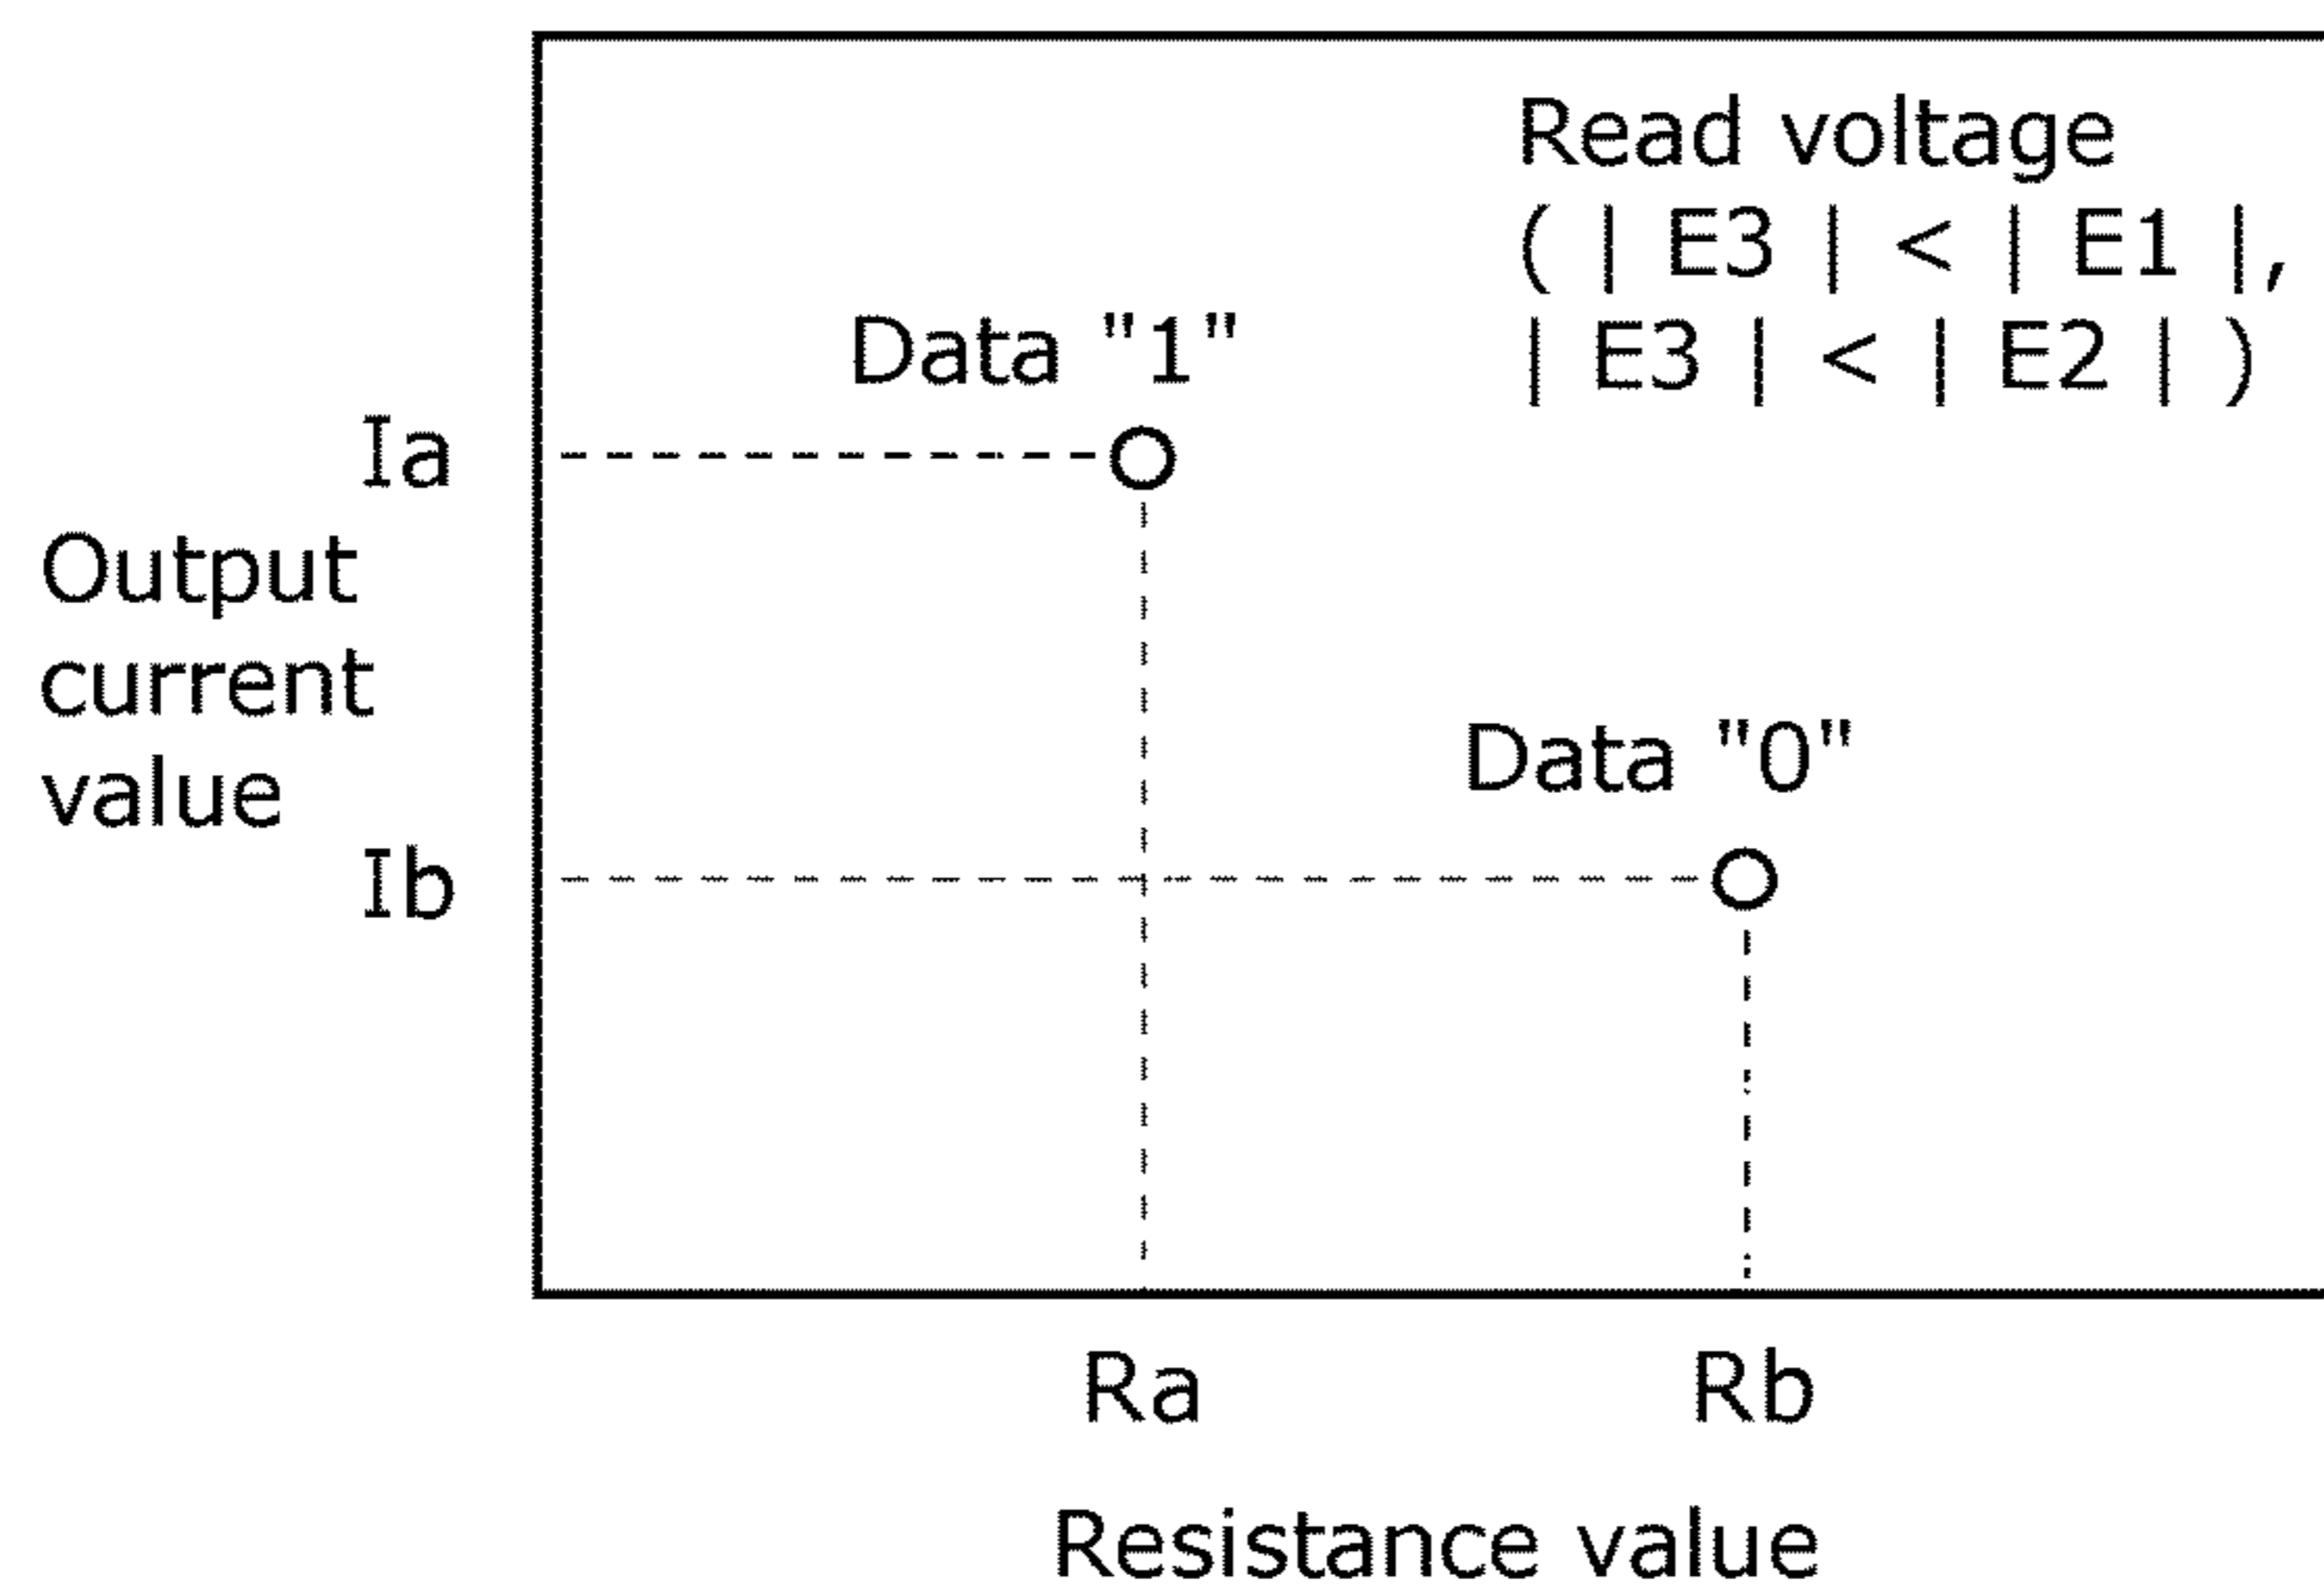 Read voltage
( | E3 | < | E1 |,
| E3 | < | E2 | )
Data "1"
Ia
Output
current
value
Data "0"
Ib
Ra
Rb
Resistance value